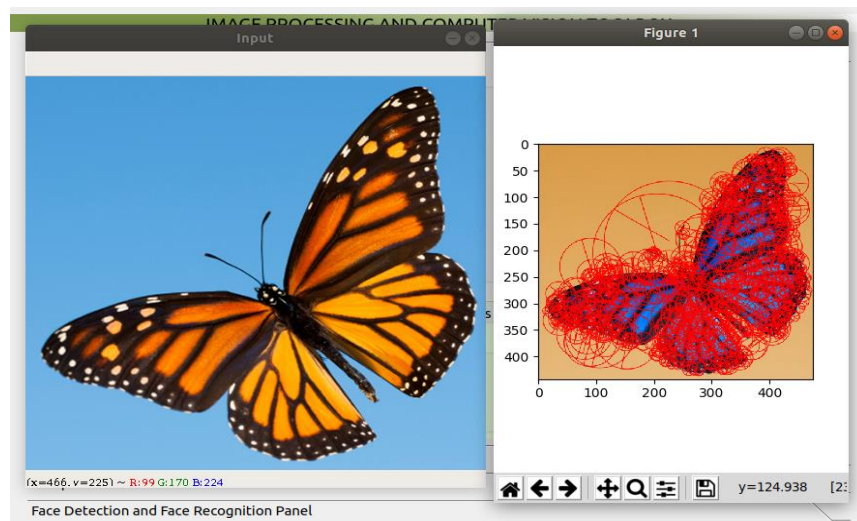 IMAGE PROCESSING AND COMPUTER VISION TOOLBOX
Input
Figure 1
0
50
100
150
200
250
300
350
400
0
100
200
300
400
s
(x=466, y=225) ~ R:99 G:170 B:224
y=124.938
[23
Face Detection and Face Recognition Panel